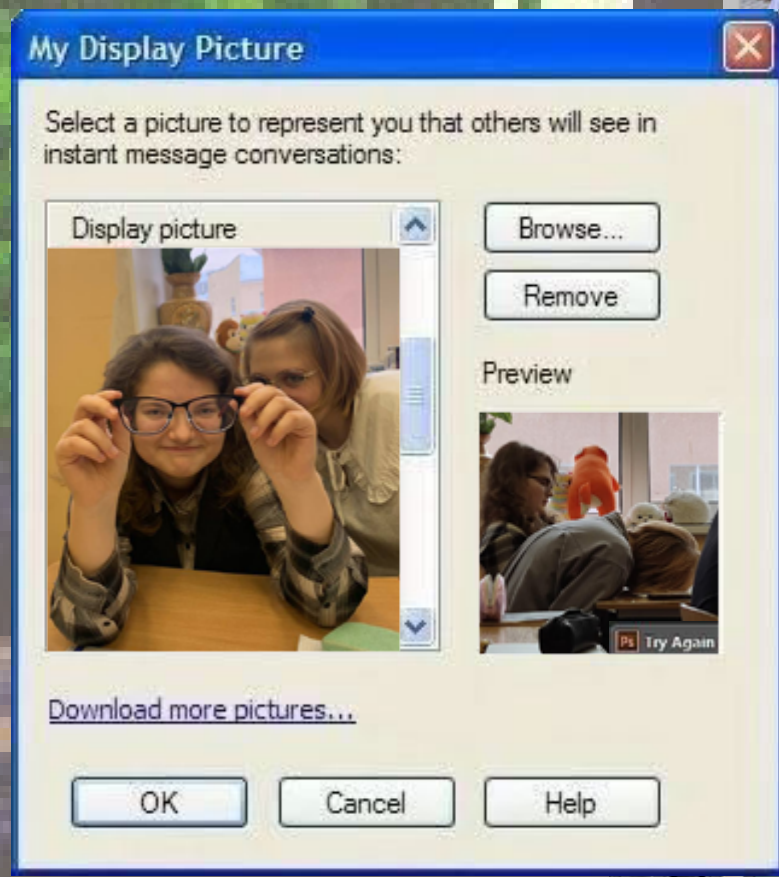 My Display Picture
Select a picture to represent you that others will see in
instant message conversations:
Display picture
Browse...
Remove
Preview
Ps Try Again
Download more pictures...
OK
Cancel
Help